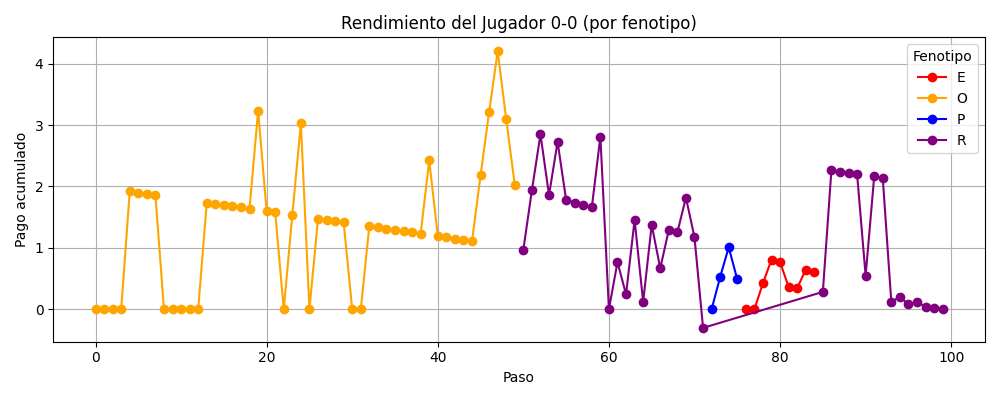 Rendimiento del Jugador 0-0 (por fenotipo)
Pago acumulado
4
3
2
1
0
Fenotipo
E
O
P
R
0 20 40 60 80 100
Paso